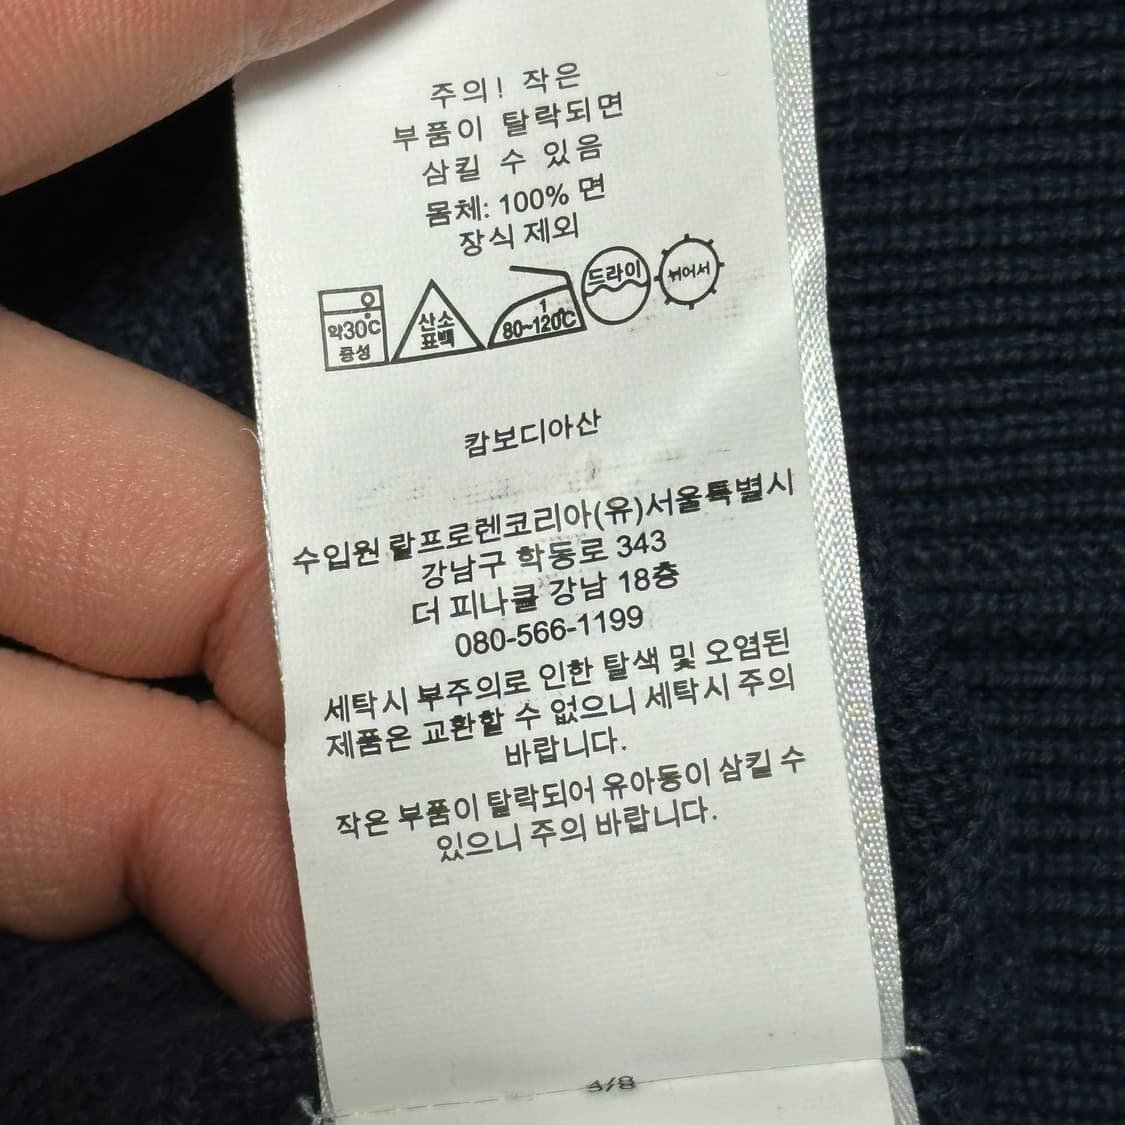 주의! 작은
부품이 탈락되면
삼킬 수 있음
몸체: 100% 면
장식 제외
약30℃
중성
산소
표백
1
80~120℃
드라이
뉘어서
캄보디아산
수입원 랄프로렌코리아(유)서울특별시
강남구 학동로 343
더 피나클 강남 18층
080-566-1199
세탁시 부주의로 인한 탈색 및 오염된
제품은 교환할 수 없으니 세탁시 주의
바랍니다.
작은 부품이 탈락되어 유아동이 삼킬 수
있으니 주의 바랍니다.